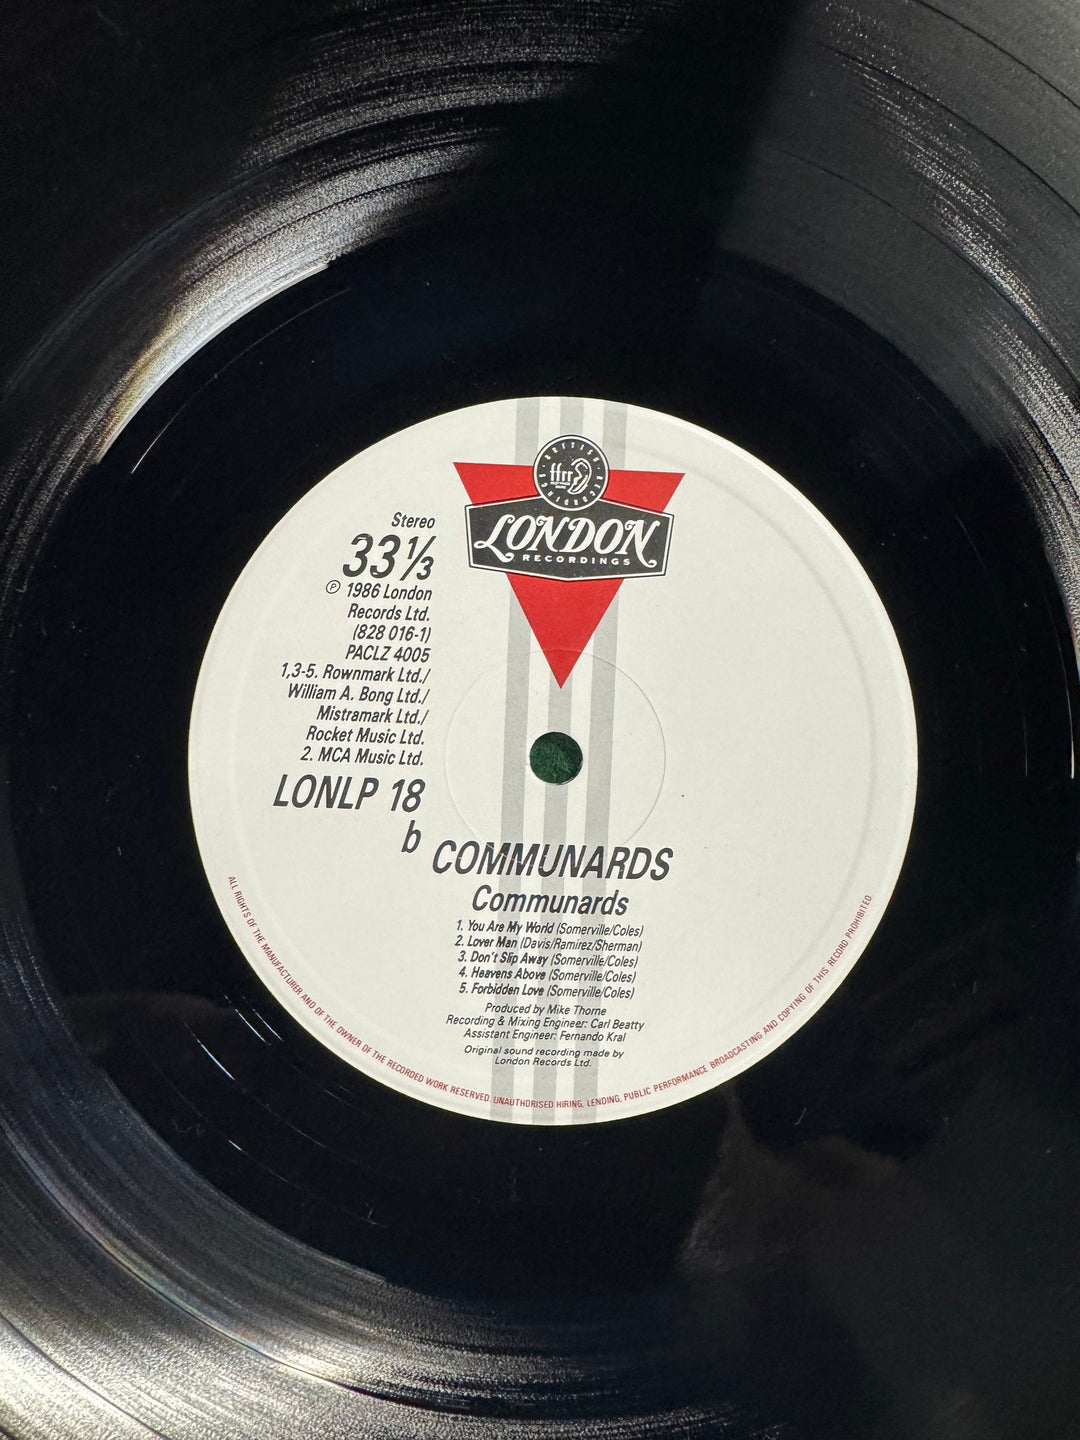 BRITISH RECORDINGS
ffrr
LONDON
RECORDINGS
Stereo
33⅓
℗ 1986 London
Records Ltd.
(828 016-1)
PACLZ 4005
1,3-5. Rownmark Ltd./
William A. Bong Ltd./
Mistramark Ltd./
Rocket Music Ltd.
2. MCA Music Ltd.
LONLP 18
b
COMMUNARDS
Communards
1. You Are My World (Somerville/Coles)
2. Lover Man (Davis/Ramirez/Sherman)
3. Don't Slip Away (Somerville/Coles)
4. Heavens Above (Somerville/Coles)
5. Forbidden Love (Somerville/Coles)
Produced by Mike Thorne
Recording & Mixing Engineer: Carl Beatty
Assistant Engineer: Fernando Kral
Original sound recording made by
London Records Ltd.
ALL RIGHTS OF THE MANUFACTURER AND OF THE OWNER OF THE RECORDED WORK RESERVED. UNAUTHORISED HIRING, LENDING, PUBLIC PERFORMANCE BROADCASTING AND COPYING OF THIS RECORD PROHIBITED